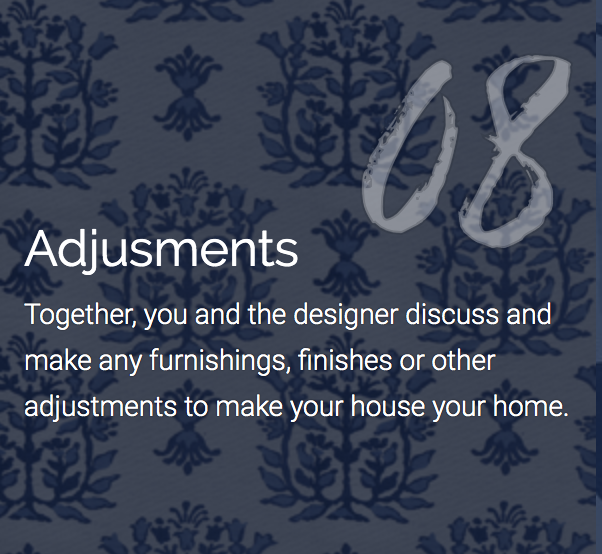 08
Adjusments
Together, you and the designer discuss and
make any furnishings, finishes or other
adjustments to make your house your home.